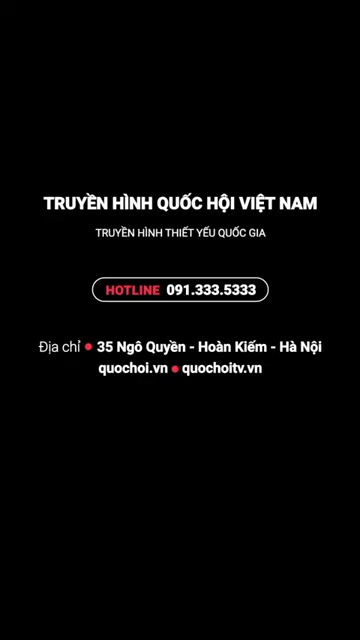 TRUYỀN HÌNH QUỐC HỘI VIỆT NAM
TRUYỀN HÌNH THIẾT YẾU QUỐC GIA
HOTLINE 091.333.5333
Địa chỉ • 35 Ngô Quyền - Hoàn Kiếm - Hà Nội
quochoi.vn • quochoitv.vn